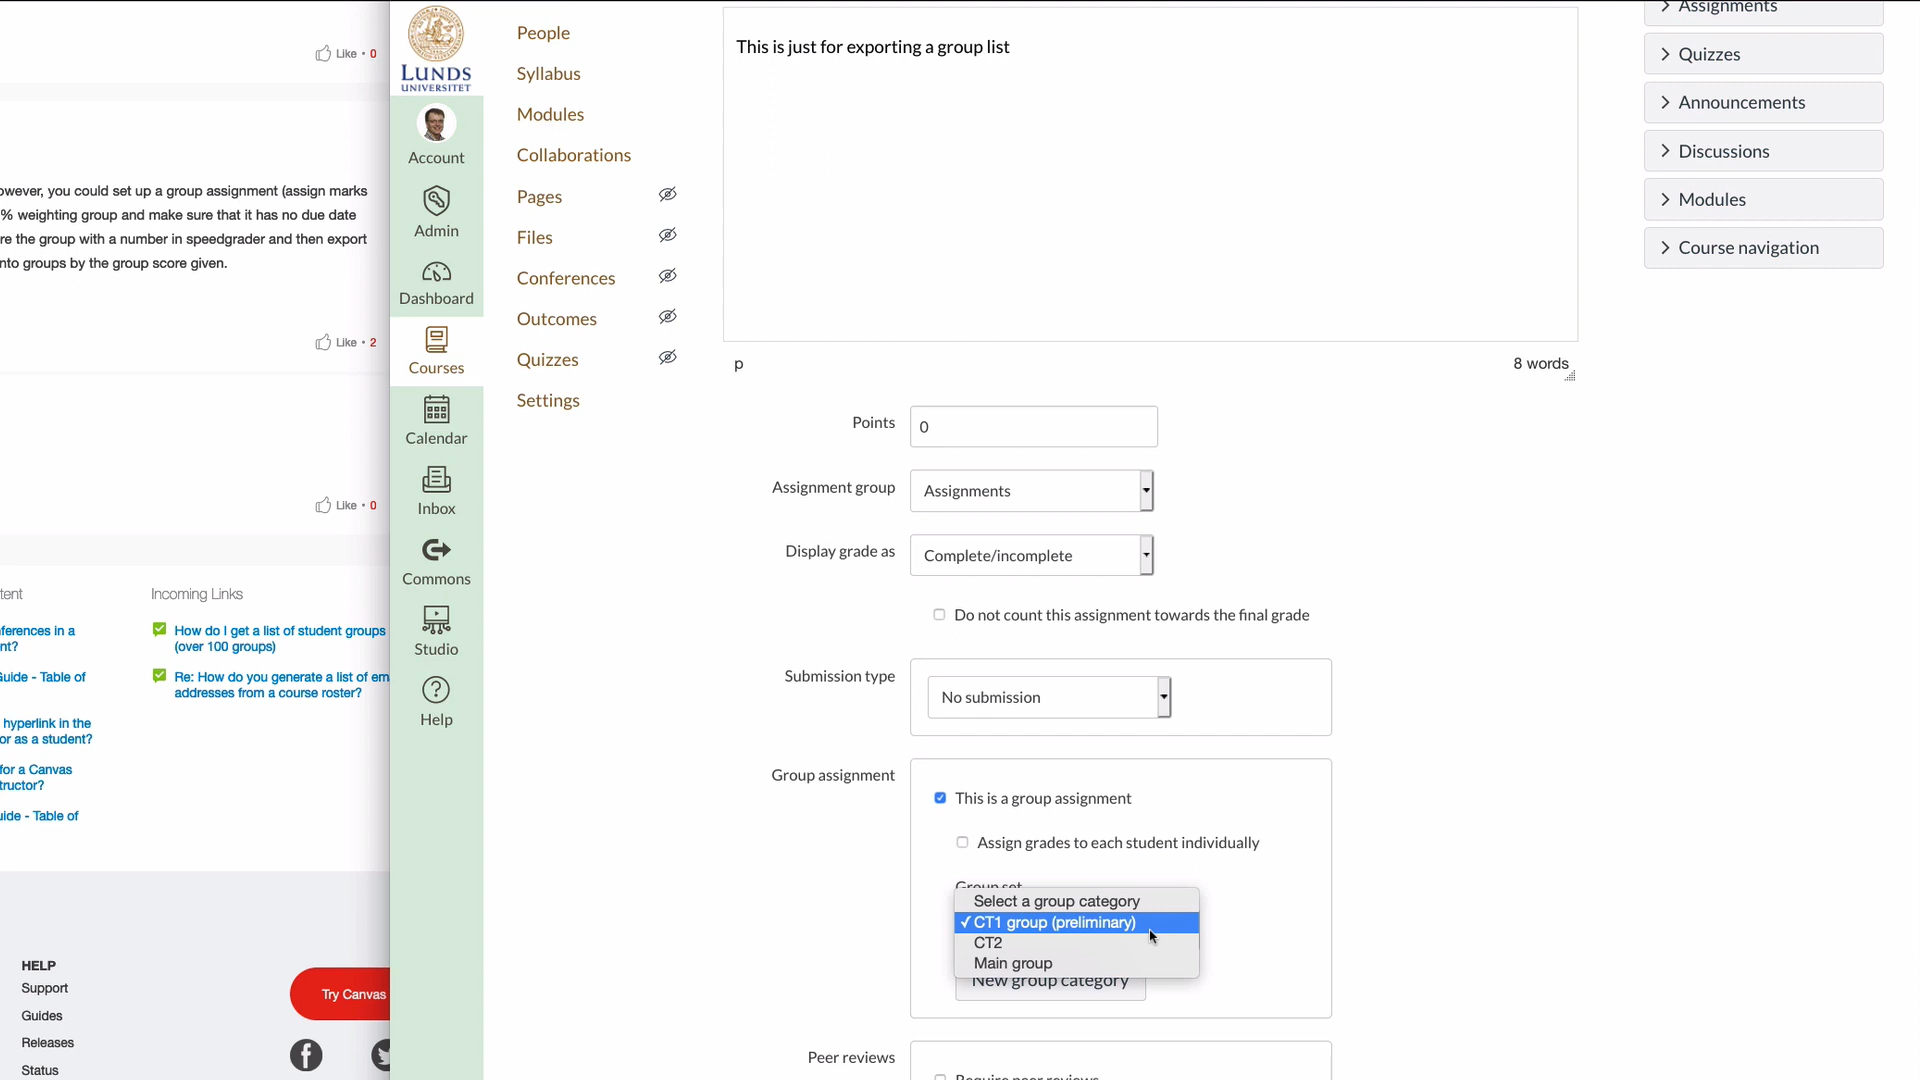 Like • 0
owever, you could set up a group assignment (assign marks
% weighting group and make sure that it has no due date
re the group with a number in speedgrader and then export
nto groups by the group score given.
Like • 2
Like • 0
tent
ferences in a
nt?
Guide - Table of
hyperlink in the
or as a student?
for a Canvas
tructor?
uide - Table of
Incoming Links
How do I get a list of student groups
(over 100 groups)
Re: How do you generate a list of em
addresses from a course roster?
HELP
Support
Guides
Releases
Status
Try Canvas
LUNDS
UNIVERSITET
Account
Admin
Dashboard
Courses
Calendar
Inbox
Commons
Studio
Help
People
Syllabus
Modules
Collaborations
Pages
Files
Conferences
Outcomes
Quizzes
Settings
This is just for exporting a group list
p
8 words
Points
0
Assignment group
Assignments
Display grade as
Complete/incomplete
Do not count this assignment towards the final grade
Submission type
No submission
Group assignment
This is a group assignment
Assign grades to each student individually
Group set
Select a group category
✓ CT1 group (preliminary)
CT2
Main group
New group category
Peer reviews
Require peer reviews
Assignments
Quizzes
Announcements
Discussions
Modules
Course navigation